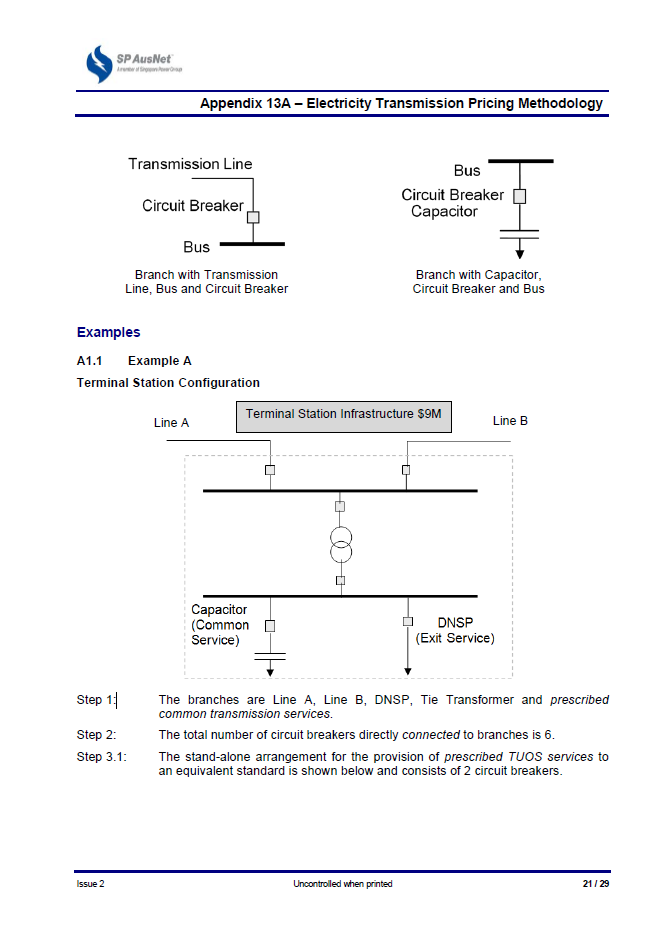 SP AusNet
A member of Singapore Power Group
Appendix 13A – Electricity Transmission Pricing Methodology
Transmission Line
Circuit Breaker
Bus
Branch with Transmission
Line, Bus and Circuit Breaker
Bus
Circuit Breaker
Capacitor
Branch with Capacitor,
Circuit Breaker and Bus
Examples
A1.1 Example A
Terminal Station Configuration
Terminal Station Infrastructure $9M
Line A
Line B
Capacitor
(Common
Service)
DNSP
(Exit Service)
Step 1: The branches are Line A, Line B, DNSP, Tie Transformer and prescribed
common transmission services.
Step 2: The total number of circuit breakers directly connected to branches is 6.
Step 3.1: The stand-alone arrangement for the provision of prescribed TUOS services to
an equivalent standard is shown below and consists of 2 circuit breakers.
Issue 2 Uncontrolled when printed 21 / 29